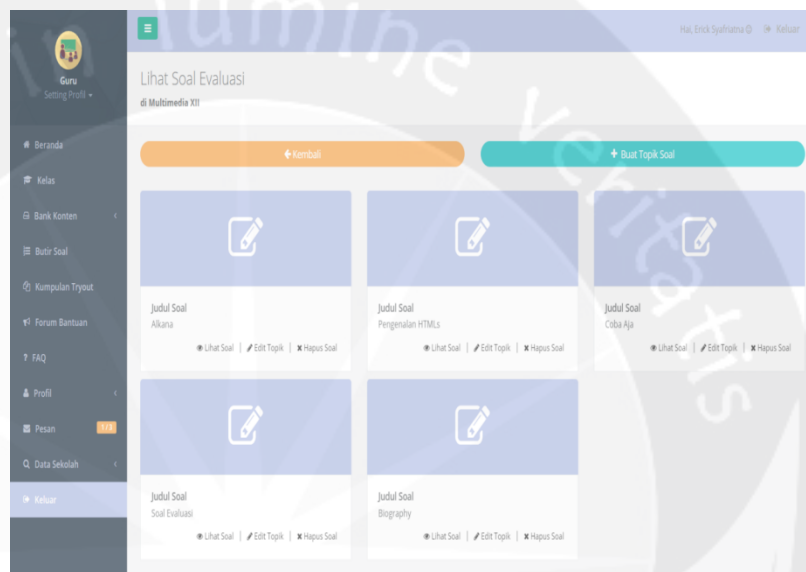 Hai, Erick Syafriatna
Keluar
Guru
Setting Profil
Beranda
Kelas
Bank Konten
Butir Soal
Kumpulan Tryout
Forum Bantuan
? FAQ
Profil
Pesan
Data Sekolah
Keluar
Lihat Soal Evaluasi
di Multimedia XII
Kembali
+ Buat Topik Soal
Judul Soal
Alkana
Lihat Soal | Edit Topik | Hapus Soal
Judul Soal
Pengenalan HTMLs
Lihat Soal | Edit Topik | Hapus Soal
Judul Soal
Coba Aja
Lihat Soal | Edit Topik | Hapus Soal
Judul Soal
Soal Evaluasi
Lihat Soal | Edit Topik | Hapus Soal
Judul Soal
Biography
Lihat Soal | Edit Topik | Hapus Soal
in lumine veritatis